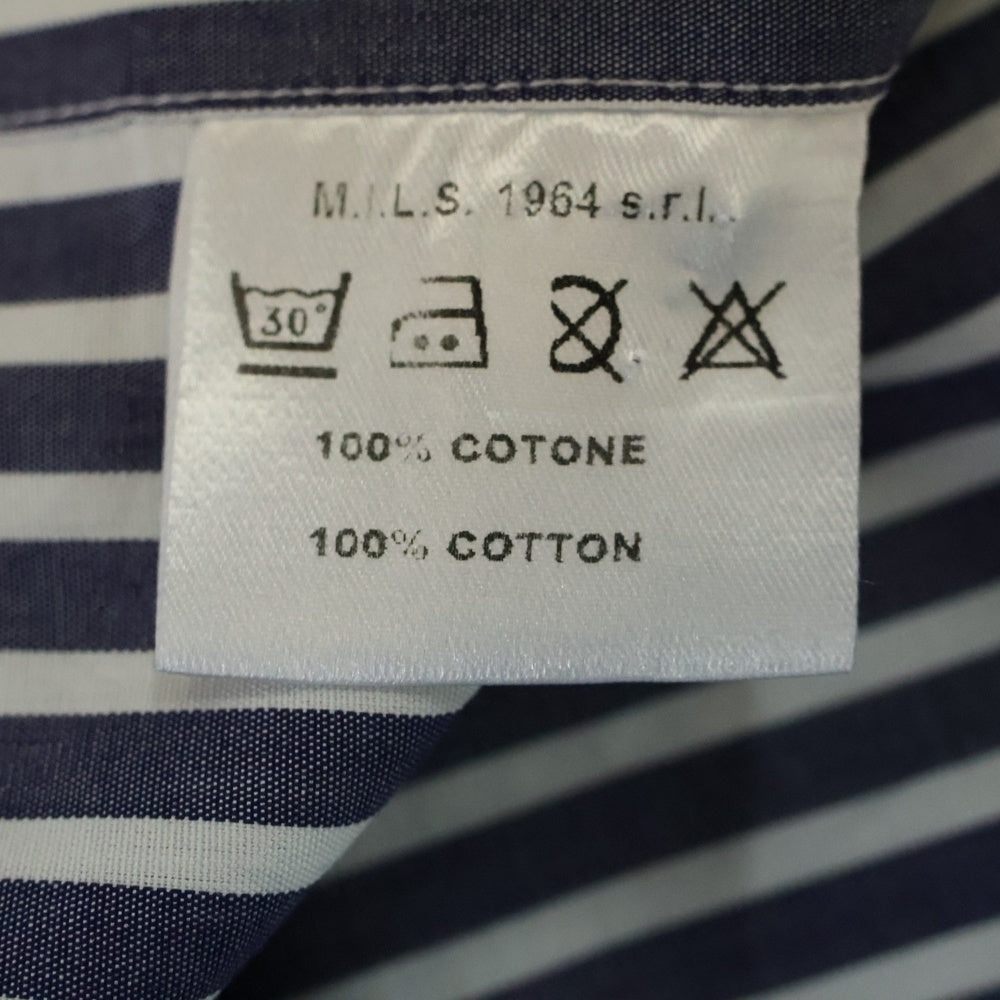 M.I.L.S. 1964 s.r.l.
30°
100% COTONE
100% COTTON